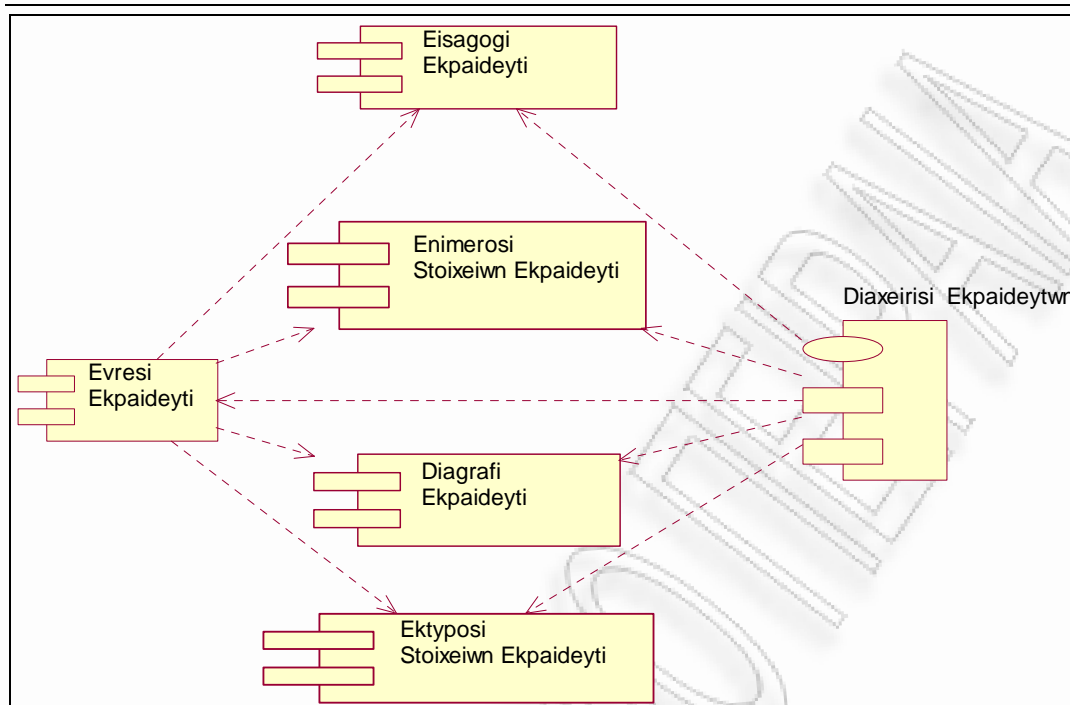 Eisagogi
Ekpaideyti
Enimerosi
Stoixeiwn Ekpaideyti
Diaxeirisi Ekpaideytwn
Evresi
Ekpaideyti
Diagrafi
Ekpaideyti
Ektyposi
Stoixeiwn Ekpaideyti